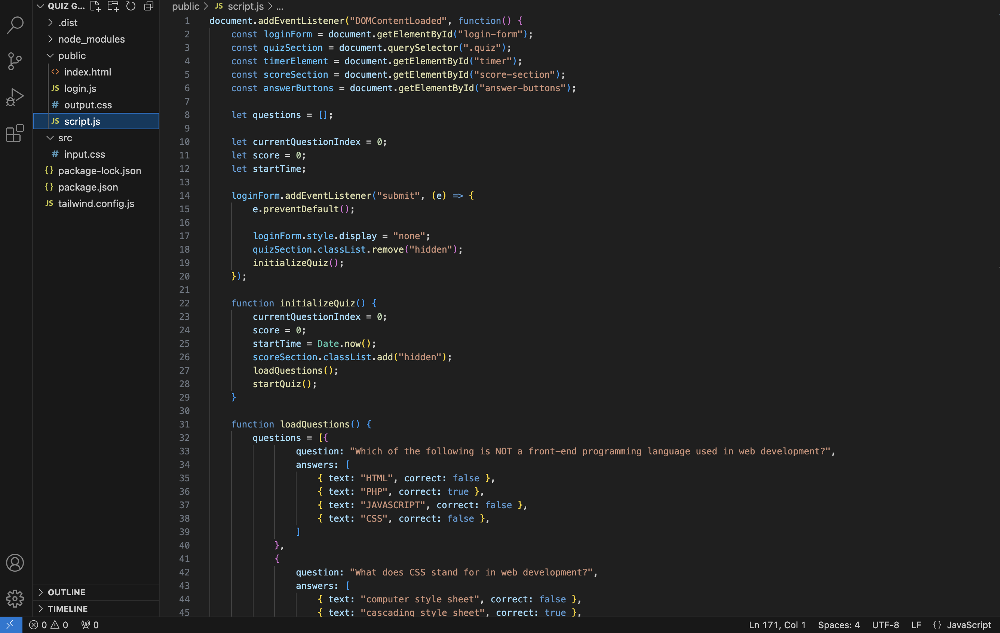 QUIZ G...
.dist
node_modules
public
index.html
login.js
output.css
script.js
src
input.css
package-lock.json
package.json
tailwind.config.js
OUTLINE
TIMELINE
public > JS script.js > ...
1 document.addEventListener("DOMContentLoaded", function() {
2     const loginForm = document.getElementById("login-form");
3     const quizSection = document.querySelector(".quiz");
4     const timerElement = document.getElementById("timer");
5     const scoreSection = document.getElementById("score-section");
6     const answerButtons = document.getElementById("answer-buttons");
7
8     let questions = [];
9
10     let currentQuestionIndex = 0;
11     let score = 0;
12     let startTime;
13
14     loginForm.addEventListener("submit", (e) => {
15         e.preventDefault();
16
17         loginForm.style.display = "none";
18         quizSection.classList.remove("hidden");
19         initializeQuiz();
20     });
21
22     function initializeQuiz() {
23         currentQuestionIndex = 0;
24         score = 0;
25         startTime = Date.now();
26         scoreSection.classList.add("hidden");
27         loadQuestions();
28         startQuiz();
29     }
30
31     function loadQuestions() {
32         questions = [{
33                 question: "Which of the following is NOT a front-end programming language used in web development?",
34                 answers: [
35                     { text: "HTML", correct: false },
36                     { text: "PHP", correct: true },
37                     { text: "JAVASCRIPT", correct: false },
38                     { text: "CSS", correct: false },
39                 ]
40             },
41             {
42                 question: "What does CSS stand for in web development?",
43                 answers: [
44                     { text: "computer style sheet", correct: false },
45                     { text: "cascading style sheet", correct: true },
0 0 0 Ln 171, Col 1 Spaces: 4 UTF-8 LF {} JavaScript